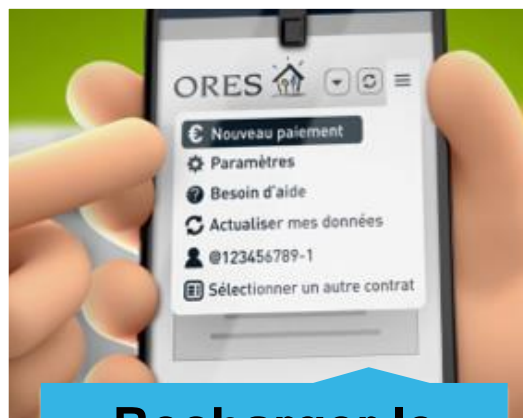 ORES
€ Nouveau paiement
Paramètres
? Besoin d'aide
Actualiser mes données
@123456789-1
Sélectionner un autre contrat
Recharger le